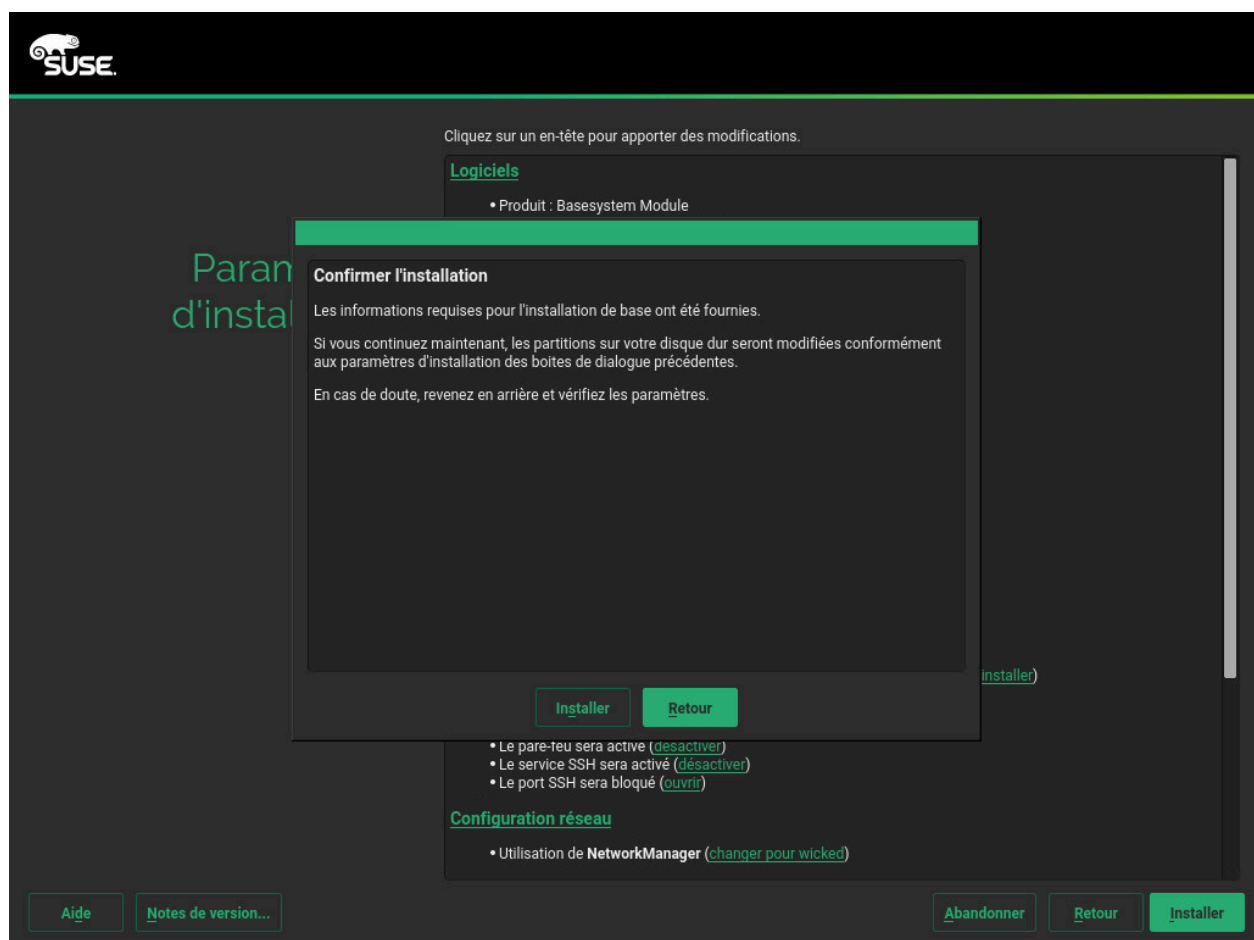 SUSE.
Cliquez sur un en-tête pour apporter des modifications.
Logiciels
• Produit : Basesystem Module
Confirmer l'installation
Les informations requises pour l'installation de base ont été fournies.
Si vous continuez maintenant, les partitions sur votre disque dur seront modifiées conformément
aux paramètres d'installation des boites de dialogue précédentes.
En cas de doute, revenez en arrière et vérifiez les paramètres.
Installer Retour
installer)
• Le pare-feu sera activé (désactiver)
• Le service SSH sera activé (désactiver)
• Le port SSH sera bloqué (ouvrir)
Configuration réseau
• Utilisation de NetworkManager (changer pour wicked)
Aide Notes de version... Abandonner Retour Installer